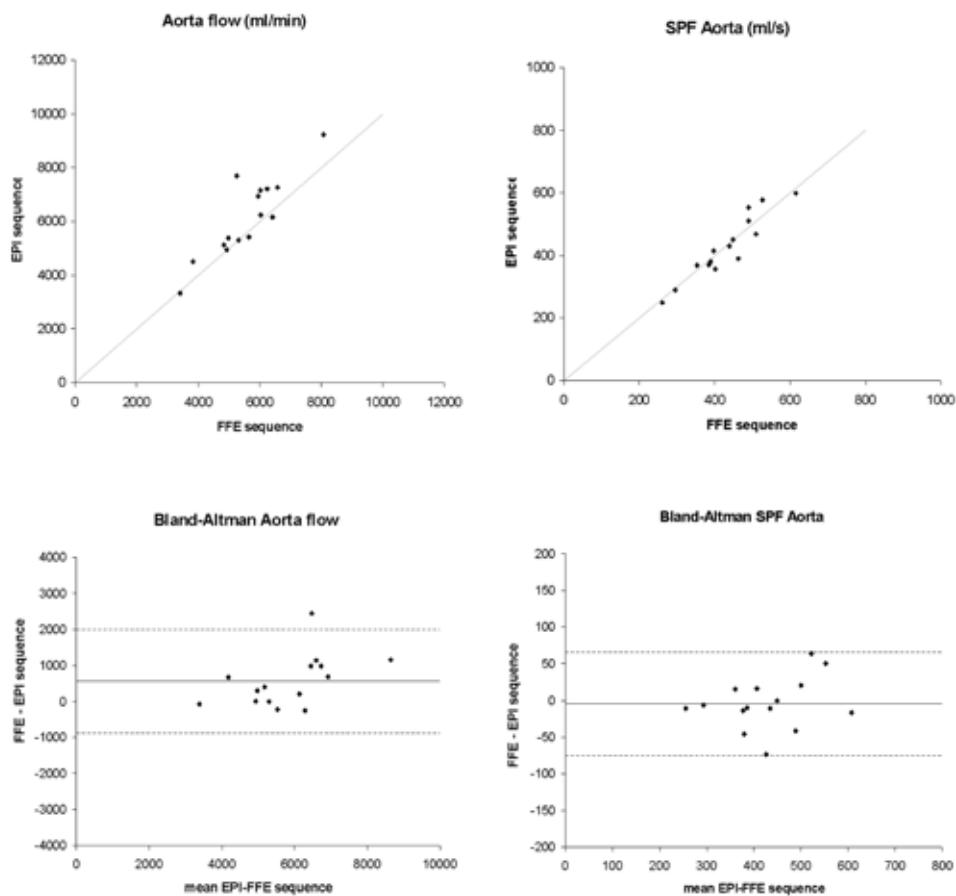 Aorta flow (ml/min)
12000
10000
8000
6000
4000
2000
0
EPI sequence
0 2000 4000 6000 8000 10000 12000
FFE sequence
SPF Aorta (ml/s)
1000
800
600
400
200
0
EPI sequence
0 200 400 600 800 1000
FFE sequence
Bland-Altman Aorta flow
4000
3000
2000
1000
0
-1000
-2000
-3000
-4000
FFE - EPI sequence
0 2000 4000 6000 8000 10000
mean EPI-FFE sequence
Bland-Altman SPF Aorta
200
150
100
50
0
-50
-100
-150
-200
FFE - EPI sequence
0 100 200 300 400 500 600 700 800
mean EPI-FFE sequence